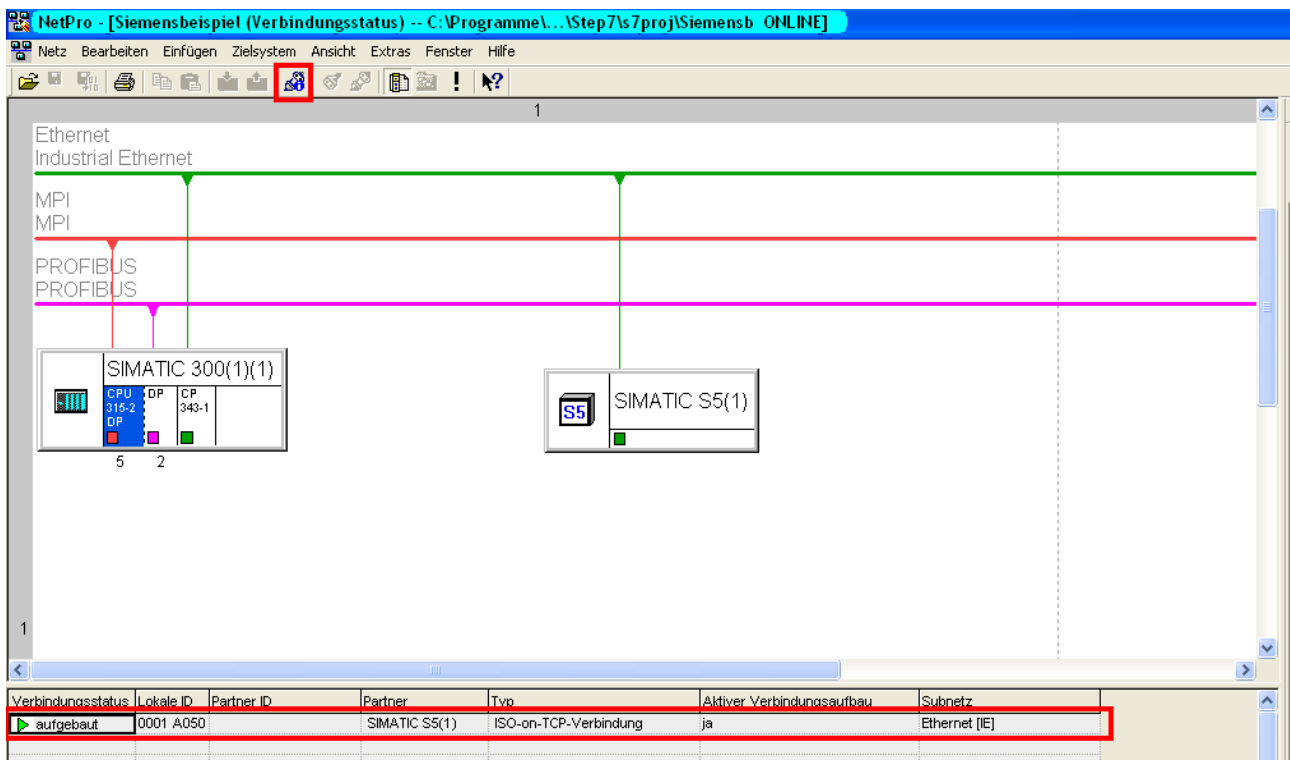 NetPro - [Siemensbeispiel (Verbindungsstatus) -- C:\Programme\...\Step7\s7proj\Siemensb ONLINE]
Netz Bearbeiten Einfügen Zielsystem Ansicht Extras Fenster Hilfe
1
Ethernet
Industrial Ethernet
MPI
MPI
PROFIBUS
PROFIBUS
SIMATIC 300(1)(1)
CPU 315-2 DP
DP
CP 343-1
5 2
S5
SIMATIC S5(1)
1
Verbindungsstatus Lokale ID Partner ID Partner Typ Aktiver Verbindungsaufbau Subnetz
aufgebaut 0001 A050 SIMATIC S5(1) ISO-on-TCP-Verbindung ja Ethernet [IE]